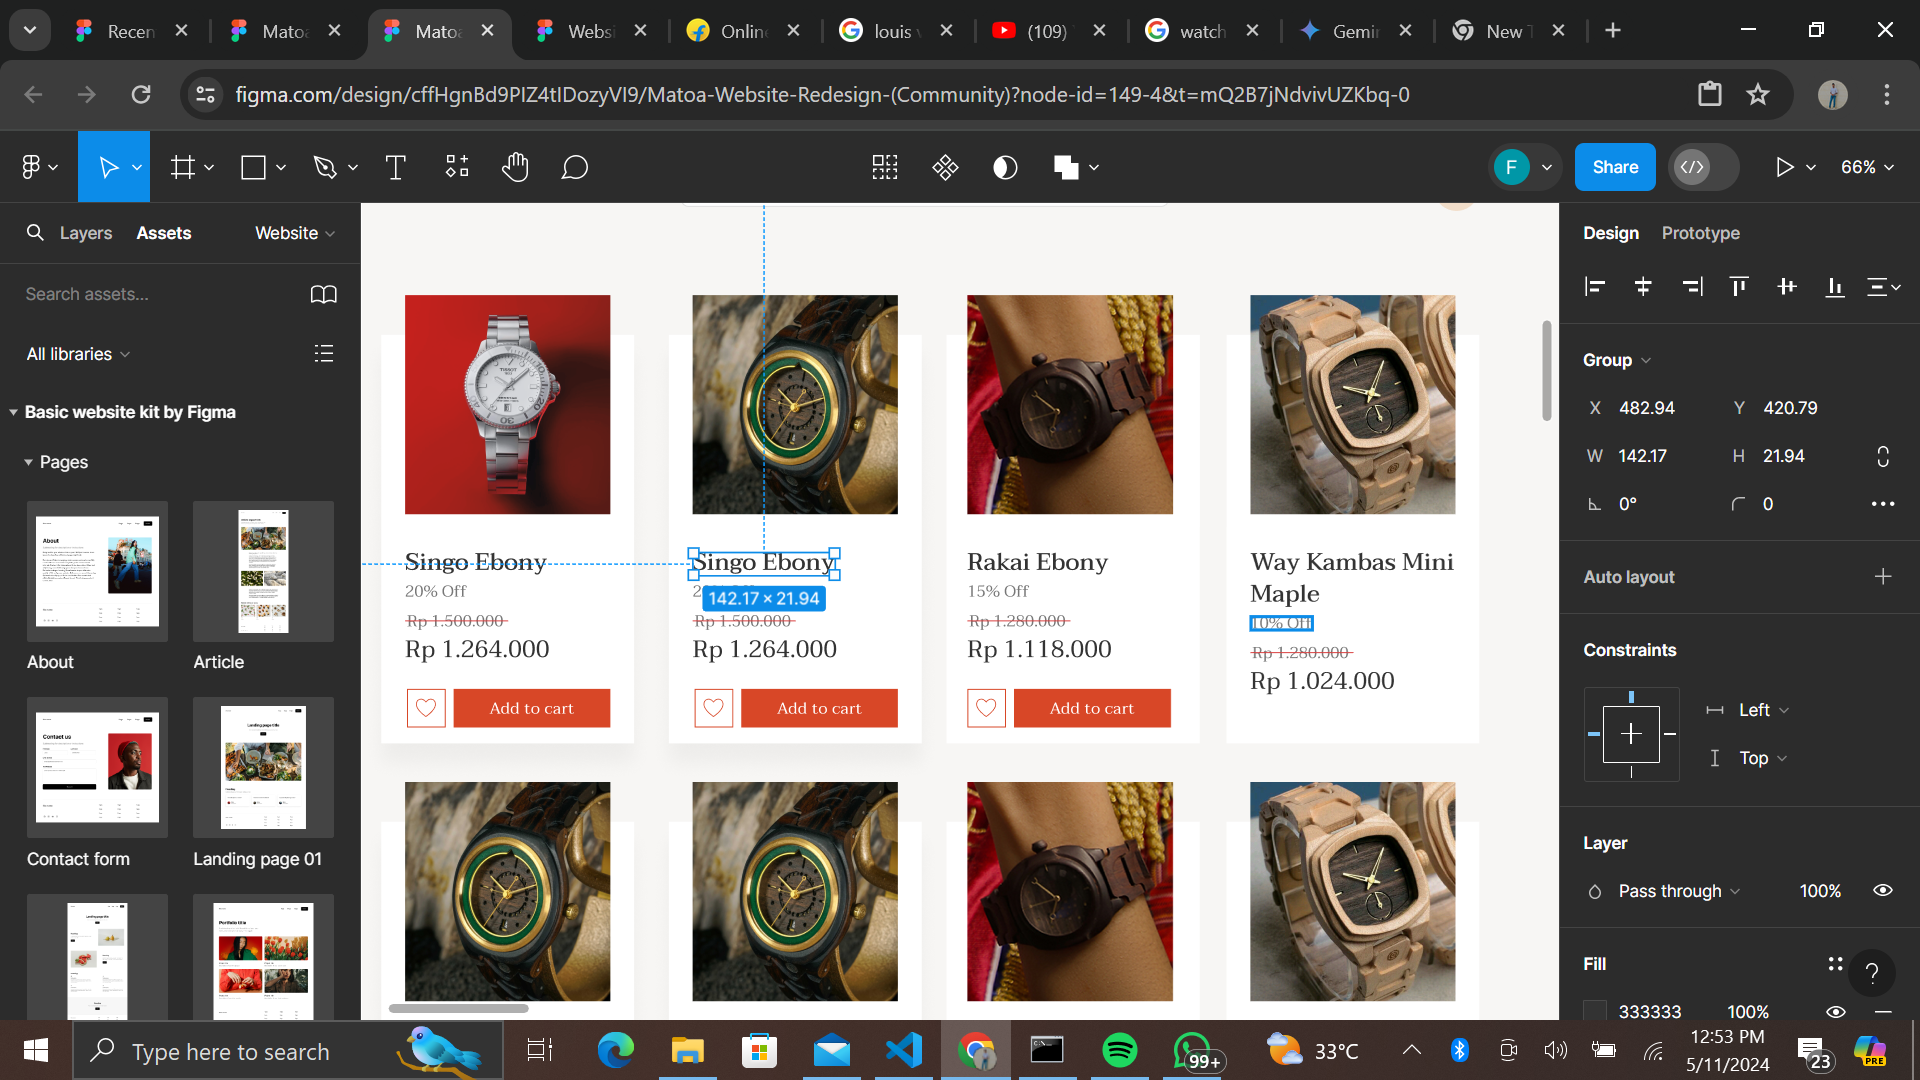 Recen
Matoa
Matoa
Websi
Onlin
louis v
(109)
watch
Gemin
New T
figma.com/design/cffHgnBd9PIZ4tIDozyVI9/Matoa-Website-Redesign-(Community)?node-id=149-4&t=mQ2B7jNdvivUZKbq-0
F
Share
66%
Layers
Assets
Website
Design
Prototype
Search assets...
All libraries
Basic website kit by Figma
Pages
About
Article
Contact form
Landing page 01
TISSOT
Singo Ebony
20% Off
Rp 1.500.000
Rp 1.264.000
Add to cart
Singo Ebony
142.17 × 21.94
Rp 1.500.000
Rp 1.264.000
Add to cart
Rakai Ebony
15% Off
Rp 1.280.000
Rp 1.118.000
Add to cart
Way Kambas Mini
Maple
10% Off
Rp 1.280.000
Rp 1.024.000
Group
X 482.94
Y 420.79
W 142.17
H 21.94
0°
0
Auto layout
Constraints
Left
Top
Layer
Pass through
100%
Fill
333333
100%
?
Type here to search
99+
33°C
12:53 PM
5/11/2024
23
PRE